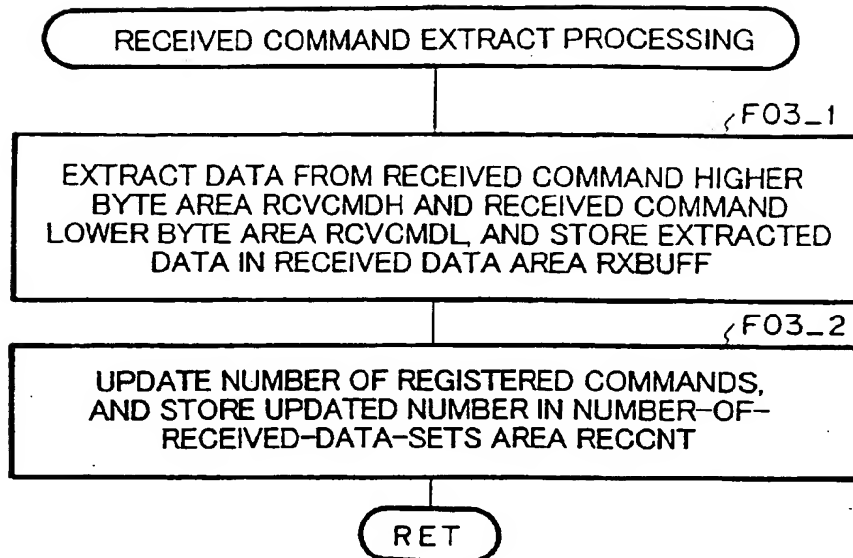 RECEIVED COMMAND EXTRACT PROCESSING
F03_1
EXTRACT DATA FROM RECEIVED COMMAND HIGHER
BYTE AREA RCVCMDH AND RECEIVED COMMAND
LOWER BYTE AREA RCVCMDL, AND STORE EXTRACTED
DATA IN RECEIVED DATA AREA RXBUFF
F03_2
UPDATE NUMBER OF REGISTERED COMMANDS,
AND STORE UPDATED NUMBER IN NUMBER-OF-
RECEIVED-DATA-SETS AREA RECCNT
RET